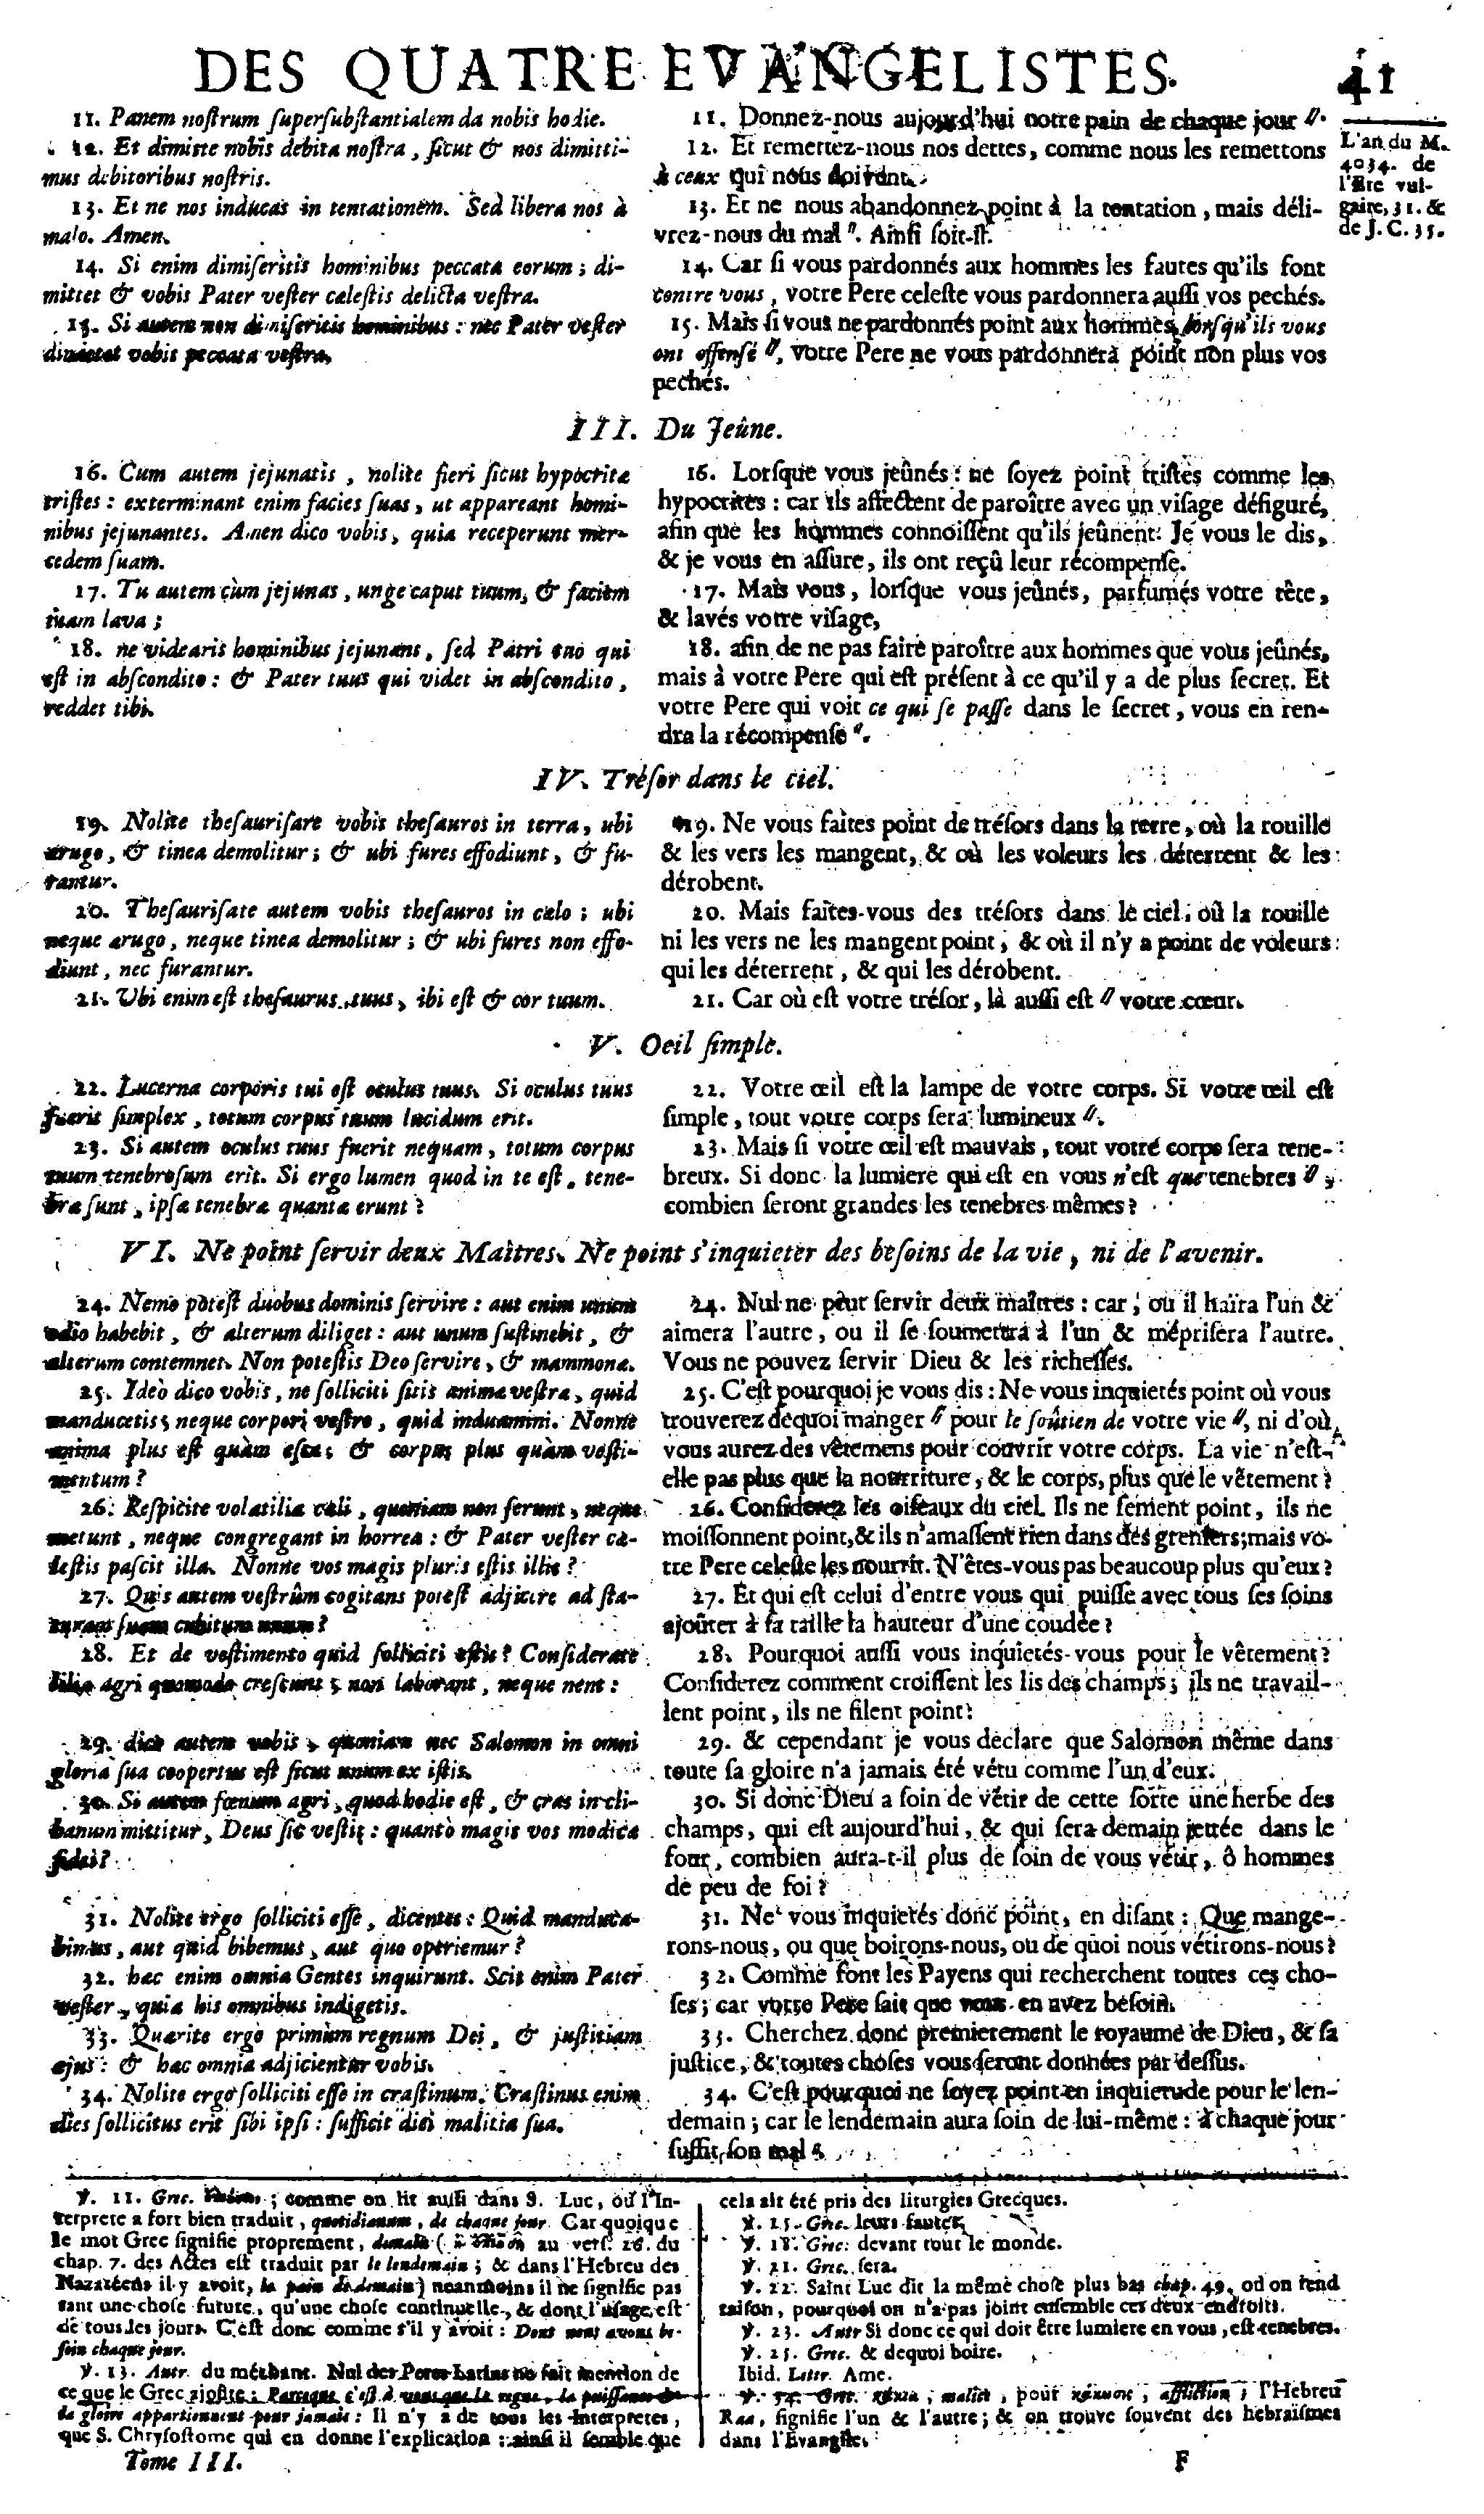 DES QUATRE EVANGELISTES. 41
L'an du M.
4034. de
l'Ere vul-
gaire, 31. &
de J. C. 35.
11. Panem noſtrum ſuperſubſtantialem da nobis hodie.
12. Et dimitte nobis debita noſtra, ſicut & nos dimitti-
mus debitoribus noſtris.
13. Et ne nos inducas in tentationem. Sed libera nos à
malo. Amen.
14. Si enim dimiſeritis hominibus peccata eorum; di-
mittet & vobis Pater veſter cæleſtis delicta veſtra.
15. Si autem non dimiſeritis hominibus: nec Pater veſter
dimittet vobis peccata veſtra.
11. Donnez-nous aujourd'hui notre pain de chaque jour ″.
12. Et remettez-nous nos dettes, comme nous les remettons
à ceux qui nous doivent.
13. Et ne nous abandonnez point à la tentation, mais déli-
vrez-nous du mal ″. Ainſi ſoit-il.
14. Car ſi vous pardonnés aux hommes les fautes qu'ils font
contre vous, votre Pere celeſte vous pardonnera auſſi vos pechés.
15. Mais ſi vous ne pardonnés point aux hommes, lorſqu'ils vous
ont offenſé ″, votre Pere ne vous pardonnera point non plus vos
pechés.
III. Du Jeûne.
16. Cum autem jejunatis, nolite fieri ſicut hypocritæ
triſtes: exterminant enim facies ſuas, ut appareant homi-
nibus jejunantes. Amen dico vobis, quia receperunt mer-
cedem ſuam.
17. Tu autem cùm jejunas, unge caput tuum, & faciem
tuam lava;
18. ne videaris hominibus jejunans, ſed Patri tuo qui
eſt in abſcondito: & Pater tuus qui videt in abſcondito,
reddet tibi.
16. Lorſque vous jeûnés: ne ſoyez point triſtes comme les
hypocrites: car ils affectent de paroître avec un viſage défiguré,
afin que les hommes connoiſſent qu'ils jeûnent. Je vous le dis,
& je vous en aſſure, ils ont reçû leur récompenſe.
17. Mais vous, lorſque vous jeûnés, parfumés votre tête,
& lavés votre viſage,
18. afin de ne pas faire paroître aux hommes que vous jeûnés,
mais à votre Pere qui eſt préſent à ce qu'il y a de plus ſecret. Et
votre Pere qui voit ce qui ſe paſſe dans le ſecret, vous en ren-
dra la récompenſe ″.
IV. Tréſor dans le ciel.
19. Nolite theſauriſare vobis theſauros in terra, ubi
ærugo, & tinea demolitur; & ubi fures effodiunt, & fu-
rantur.
20. Theſauriſate autem vobis theſauros in cælo; ubi
neque ærugo, neque tinea demolitur; & ubi fures non effo-
diunt, nec furantur.
21. Ubi enim eſt theſaurus tuus, ibi eſt & cor tuum.
19. Ne vous faites point de tréſors dans la terre, où la rouille
& les vers les mangent, & où les voleurs les déterrent & les
dérobent.
20. Mais faites-vous des tréſors dans le ciel, où la rouille
ni les vers ne les mangent point, & où il n'y a point de voleurs
qui les déterrent, & qui les dérobent.
21. Car où eſt votre tréſor, là auſſi eſt ″ votre cœur.
V. Oeil ſimple.
22. Lucerna corporis tui eſt oculus tuus. Si oculus tuus
fuerit ſimplex, totum corpus tuum lucidum erit.
23. Si autem oculus tuus fuerit nequam, totum corpus
tuum tenebroſum erit. Si ergo lumen quod in te eſt, tene-
bræ ſunt, ipſæ tenebræ quantæ erunt?
22. Votre œil eſt la lampe de votre corps. Si votre œil eſt
ſimple, tout votre corps ſera lumineux ″.
23. Mais ſi votre œil eſt mauvais, tout votre corps ſera tene-
breux. Si donc la lumiere qui eſt en vous n'eſt que tenebres ″,
combien ſeront grandes les tenebres mêmes?
VI. Ne point ſervir deux Maîtres. Ne point s'inquieter des beſoins de la vie, ni de l'avenir.
24. Nemo poteſt duobus dominis ſervire: aut enim unum
odio habebit, & alterum diliget: aut unum ſuſtinebit, &
alterum contemnet. Non poteſtis Deo ſervire, & mammonæ.
25. Ideò dico vobis, ne ſolliciti ſitis animæ veſtræ, quid
manducetis; neque corpori veſtro, quid induamini. Nonne
anima plus eſt quàm eſca; & corpus plus quàm veſti-
mentum?
26. Reſpicite volatilia cæli, quoniam non ſerunt, neque
metunt, neque congregant in horrea: & Pater veſter cæ-
leſtis paſcit illa. Nonne vos magis pluris eſtis illis?
27. Quis autem veſtrûm cogitans poteſt adjicere ad ſta-
turam ſuam cubitum unum?
28. Et de veſtimento quid ſolliciti eſtis? Conſiderate
lilia agri quomodo creſcunt; non laborant, neque nent:
29. dico autem vobis, quoniam nec Salomon in omni
gloria ſua coopertus eſt ſicut unum ex iſtis.
30. Si autem fœnum agri, quod hodie eſt, & cras in cli-
banum mittitur, Deus ſic veſtit: quantò magis vos modicæ
fidei?
31. Nolite ergo ſolliciti eſſe, dicentes: Quid manduca-
bimus, aut quid bibemus, aut quo operiemur?
32. hæc enim omnia Gentes inquirunt. Scit enim Pater
veſter, quia his omnibus indigetis.
33. Quærite ergo primùm regnum Dei, & juſtitiam
ejus: & hæc omnia adjicientur vobis.
34. Nolite ergo ſolliciti eſſe in craſtinum. Craſtinus enim
dies ſollicitus erit ſibi ipſi: ſufficit diei malitia ſua.
24. Nul ne peut ſervir deux maîtres: car, ou il haïra l'un &
aimera l'autre, ou il ſe ſoumettra à l'un & mépriſera l'autre.
Vous ne pouvez ſervir Dieu & les richeſſes.
25. C'eſt pourquoi je vous dis: Ne vous inquietés point où vous
trouverez dequoi manger ″ pour le ſoûtien de votre vie ″, ni d'où
vous aurez des vêtemens pour couvrir votre corps. La vie n'eſt-
elle pas plus que la nourriture, & le corps, plus que le vêtement?
26. Conſiderez les oiſeaux du ciel. Ils ne ſement point, ils ne
moiſſonnent point, & ils n'amaſſent rien dans des greniers; mais vo-
tre Pere celeſte les nourrit. N'êtes-vous pas beaucoup plus qu'eux?
27. Et qui eſt celui d'entre vous qui puiſſe avec tous ſes ſoins
ajoûter à ſa taille la hauteur d'une coudée?
28. Pourquoi auſſi vous inquietés-vous pour le vêtement?
Conſiderez comment croiſſent les lis des champs; ils ne travail-
lent point, ils ne filent point:
29. & cependant je vous déclare que Salomon même dans
toute ſa gloire n'a jamais été vétu comme l'un d'eux.
30. Si donc Dieu a ſoin de vétir de cette ſorte une herbe des
champs, qui eſt aujourd'hui, & qui ſera demain jettée dans le
four, combien aura-t-il plus de ſoin de vous vétir, ô hommes
de peu de foi?
31. Ne vous inquietés donc point, en diſant: Que mange-
rons-nous, ou que boirons-nous, ou de quoi nous vétirons-nous?
32. Comme font les Payens qui recherchent toutes ces cho-
ſes; car votre Pere ſait que vous en avez beſoin.
33. Cherchez donc premierement le royaume de Dieu, & ſa
juſtice, & toutes choſes vous ſeront données par deſſus.
34. C'eſt pourquoi ne ſoyez point en inquietude pour le len-
demain; car le lendemain aura ſoin de lui-même: à chaque jour
ſuffit ſon mal ″.
℣. 11. Grec. ; comme on lit auſſi dans S. Luc, où l'In-
terprete a fort bien traduit, quotidianum, de chaque jour. Car quoique
le mot Grec ſignifie proprement, demain ( au verſ. 26. du
chap. 7. des Actes eſt traduit par le lendemain; & dans l'Hebreu des
Nazaréens il y avoit, le pain de demain) neanmoins il ne ſignifie pas
tant une choſe future, qu'une choſe continuelle, & dont l'uſage eſt
de tous les jours. C'eſt donc comme s'il y avoit: Dont nous avons be-
ſoin chaque jour.
℣. 13. Autr. du méchant. Nul des Peres Latins ne fait mention de
ce que le Grec ajoûte: Parceque c'eſt à vous que le regne, la puiſſance &
la gloire appartiennent pour jamais: Il n'y a de tous les Interpretes,
que S. Chryſoſtome qui en donne l'explication: ainſi il ſemble que
cela ait été pris des liturgies Grecques.
℣. 15. Grec. leurs fautes.
℣. 18. Grec. devant tout le monde.
℣. 21. Grec. ſera.
℣. 22. Saint Luc dit la même choſe plus bas chap. 49. où on rend
raiſon, pourquoi on n'a pas joint enſemble ces deux endroits.
℣. 23. Autr. Si donc ce qui doit être lumiere en vous, eſt tenebres.
℣. 25. Grec. & dequoi boire.
Ibid. Lettr. Ame.
℣. 34. Grec. κακία, malice, pour κάκωσις, affliction; l'Hebreu
Raa, ſignifie l'un & l'autre; & on trouve ſouvent des hebraïſmes
dans l'Evangile.
Tome III. F